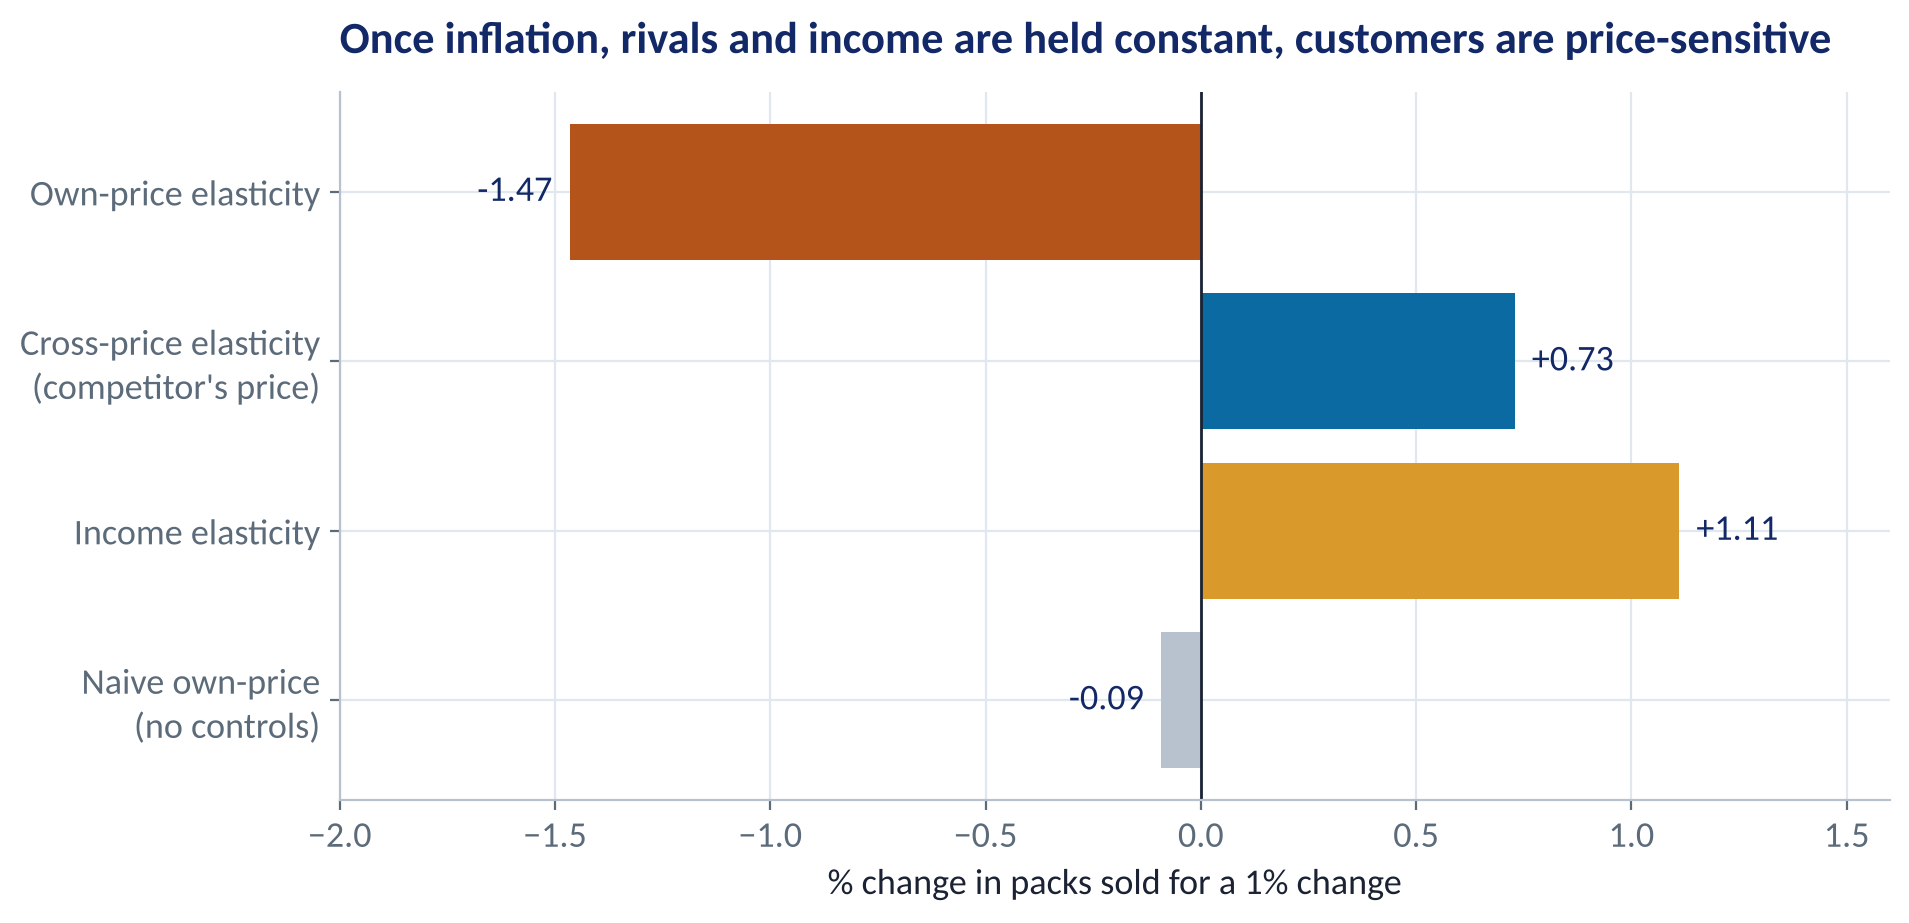 Once inflation, rivals and income are held constant, customers are price-sensitive
Own-price elasticity
-1.47
Cross-price elasticity
(competitor's price)
+0.73
Income elasticity
+1.11
Naive own-price
(no controls)
-0.09
−2.0 −1.5 −1.0 −0.5 0.0 0.5 1.0 1.5
% change in packs sold for a 1% change